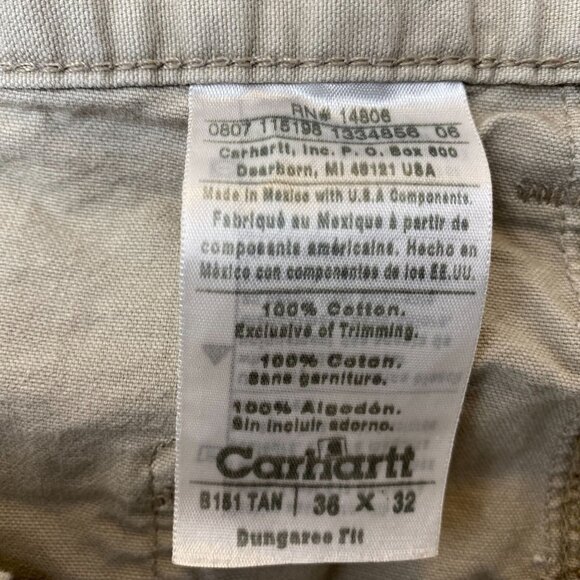 RN# 14806
0807 115198 1334856 06
Carhartt, Inc. P. O. Box 600
Dearborn, MI 48121 USA
Made in Mexico with U.S.A Components.
Fabriqué au Mexique à partir de
composants américains. Hecho en
México con componentes de los EE.UU.
100% Cotton.
Exclusive of Trimming.
100% Coton.
Sans garniture.
100% Algodón.
Sin incluir adorno.
Carhartt
B151 TAN 36 X 32
Dungaree Fit